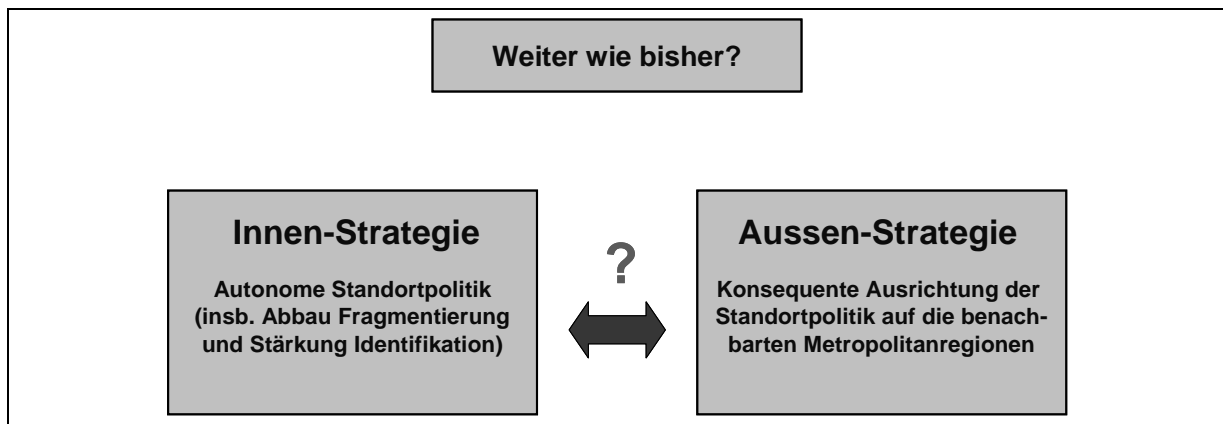 Weiter wie bisher?
Innen-Strategie
Autonome Standortpolitik
(insb. Abbau Fragmentierung
und Stärkung Identifikation)
?
Aussen-Strategie
Konsequente Ausrichtung der
Standortpolitik auf die benach-
barten Metropolitanregionen